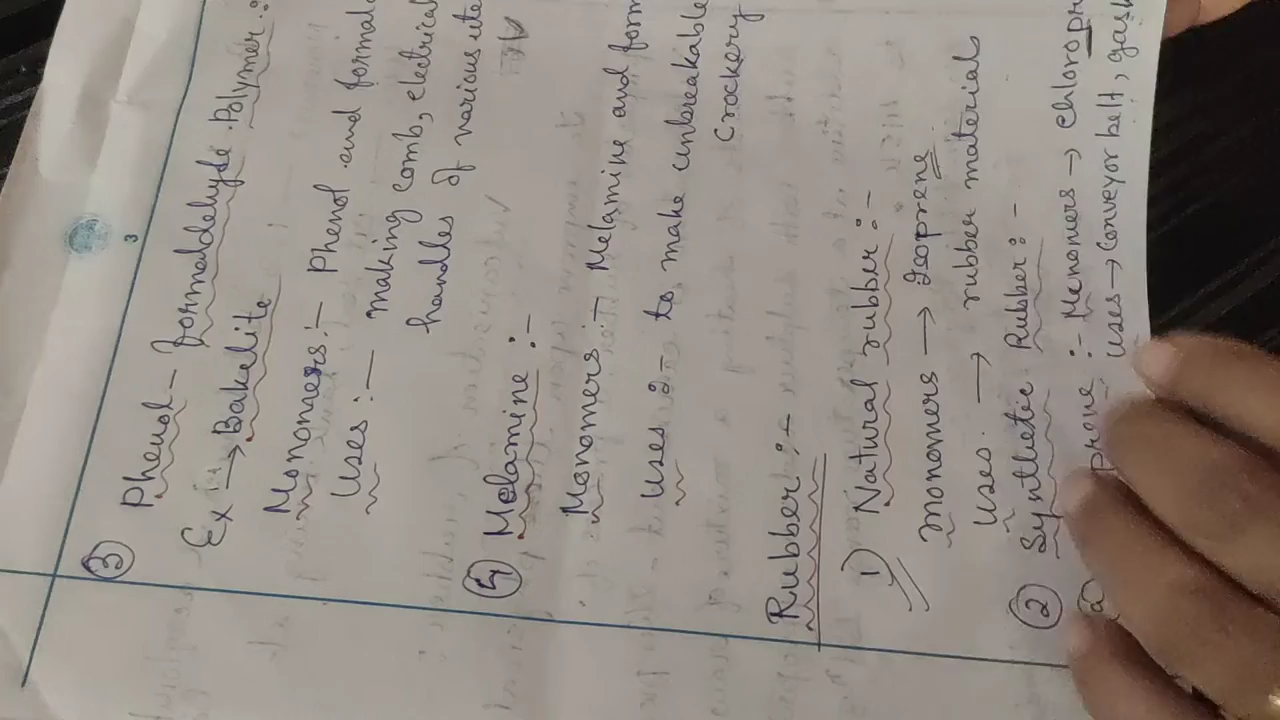 3
③ Phenol - formaldehyde Polymer :
Ex → Bakelite
Monomers :- Phenol and formal
Uses :- making comb, electrical
handles of various ute
④ Melamine :-
Monomers :- Melamine and form
Uses :- to make unbreakable
crockery
Rubber :-
1) Natural rubber :-
monomers → Isoprene
Uses → rubber materials
② Synthetic Rubber :-
(a) prene :- Monomers → chloropr
Uses → Conveyor belt, gask